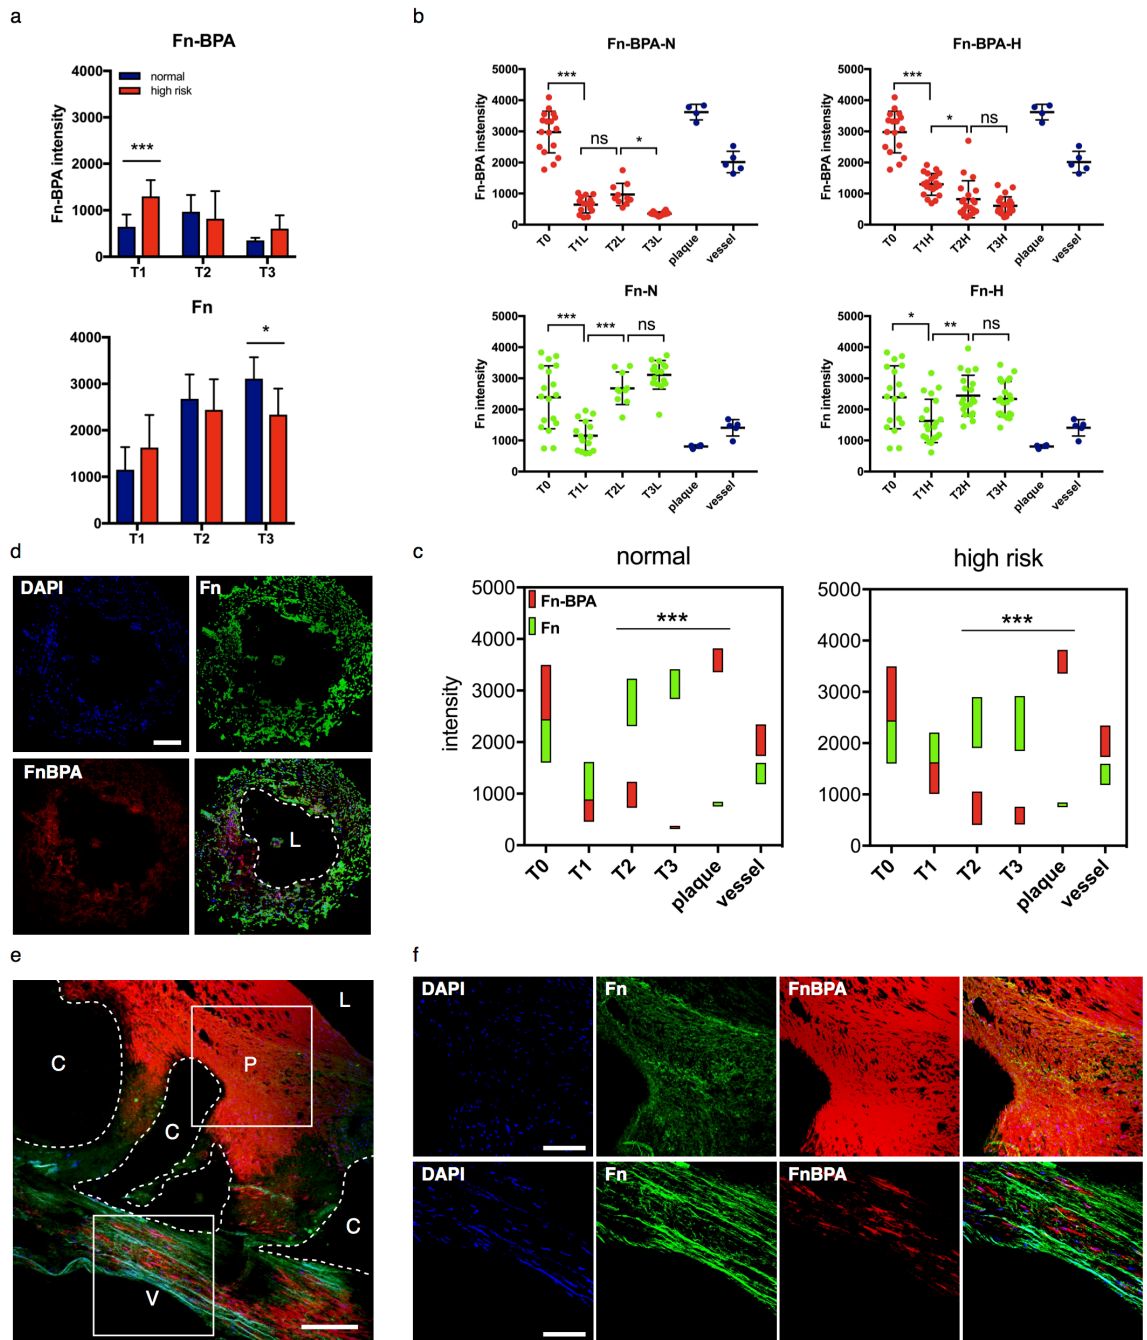 a
Fn-BPA
Fn-BPA intensity
4000
3000
2000
1000
0
normal
high risk
***
T1
T2
T3
Fn
4000
3000
2000
1000
0
*
T1
T2
T3
b
Fn-BPA-N
Fn-BPA intensity
5000
4000
3000
2000
1000
0
***
ns
*
T0
T1L
T2L
T3L
plaque
vessel
Fn-BPA-H
Fn-BPA instensity
5000
4000
3000
2000
1000
0
***
*
ns
T0
T1H
T2H
T3H
plaque
vessel
Fn-N
Fn intensity
5000
4000
3000
2000
1000
0
***
***
ns
T0
T1L
T2L
T3L
plaque
vessel
Fn-H
Fn intensity
5000
4000
3000
2000
1000
0
*
**
ns
T0
T1H
T2H
T3H
plaque
vessel
c
normal
intensity
5000
4000
3000
2000
1000
0
Fn-BPA
Fn
***
T0
T1
T2
T3
plaque
vessel
high risk
5000
4000
3000
2000
1000
0
***
T0
T1
T2
T3
plaque
vessel
d
DAPI
Fn
FnBPA
L
e
L
C
P
C
C
V
f
DAPI
Fn
FnBPA
DAPI
Fn
FnBPA